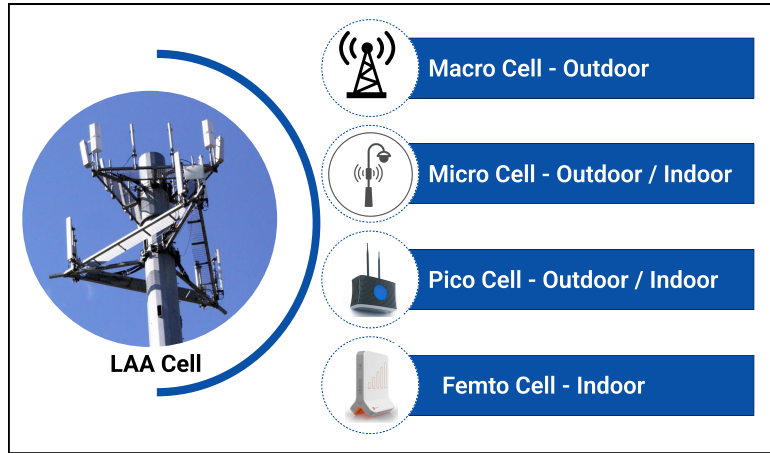 Macro Cell - Outdoor
Micro Cell - Outdoor / Indoor
Pico Cell - Outdoor / Indoor
Femto Cell - Indoor
LAA Cell